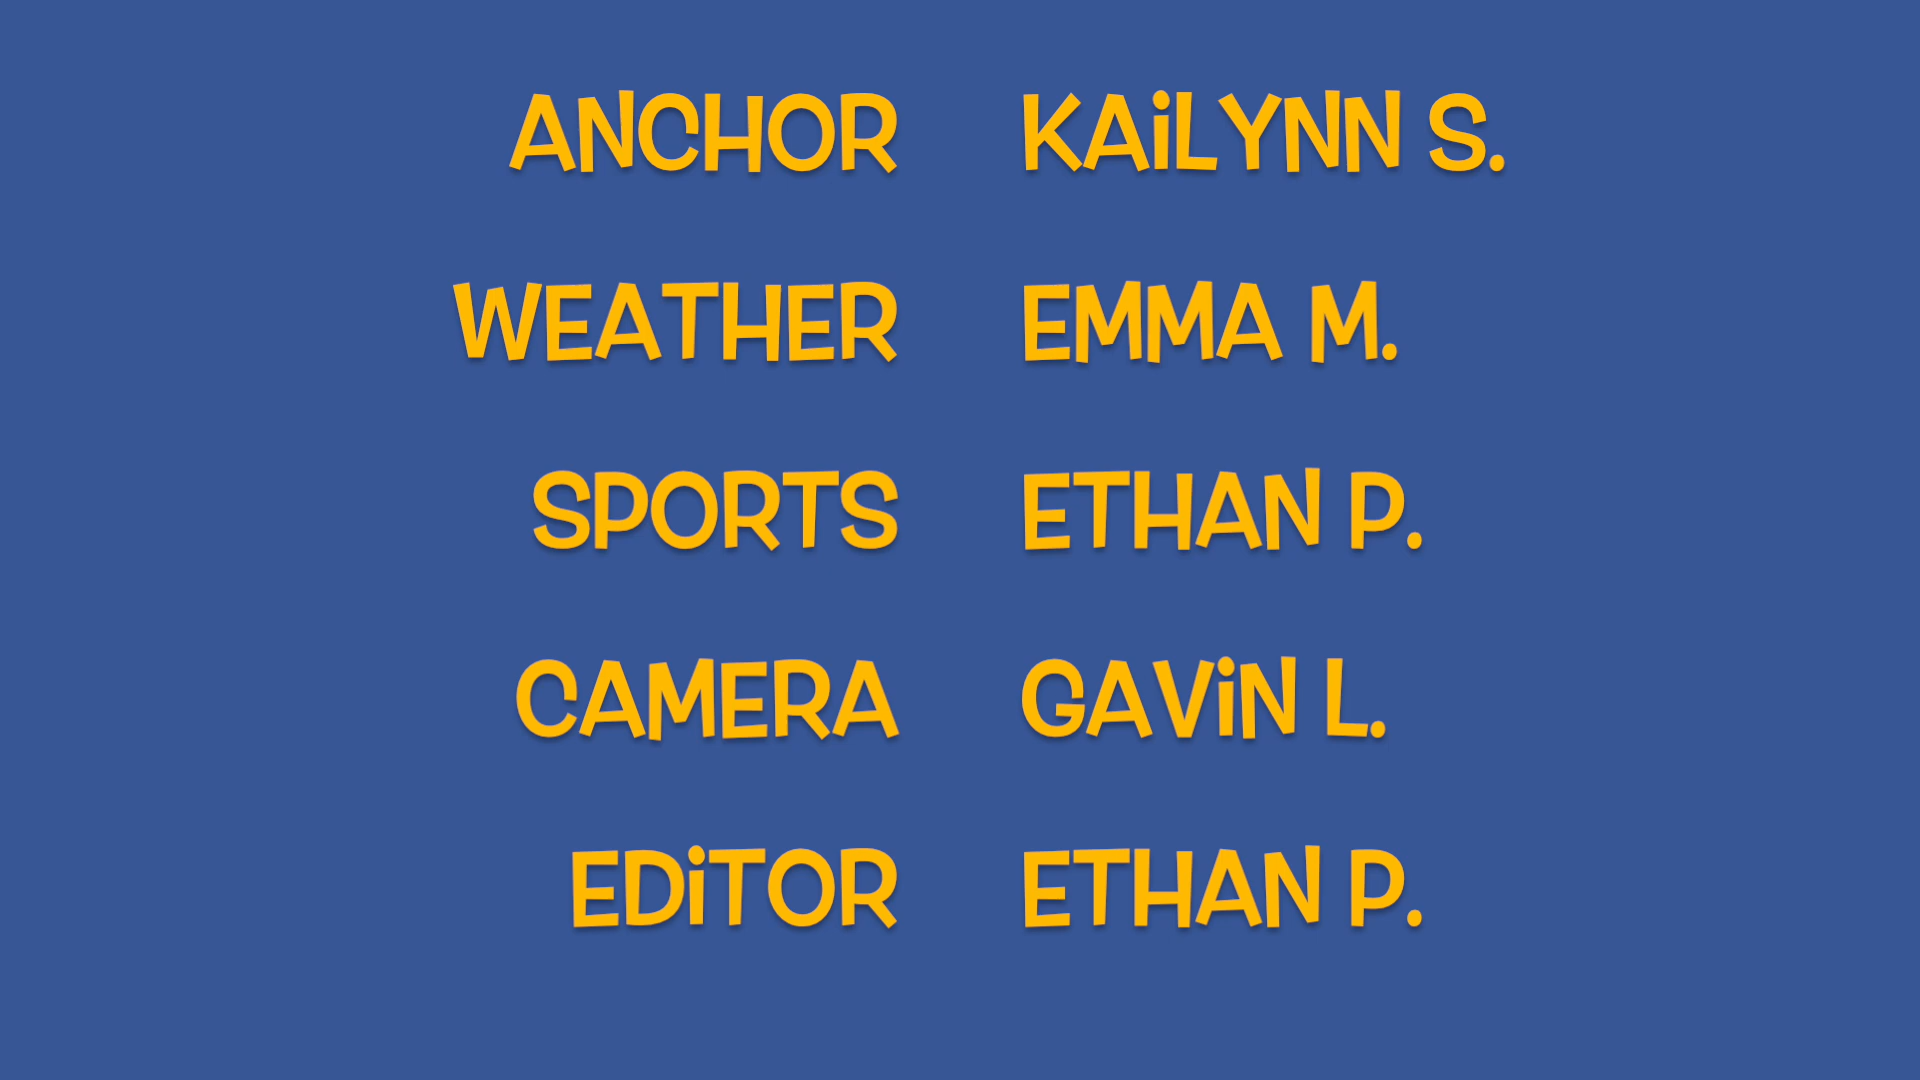 ANCHOR KAiLYNN S.
WEATHER EMMA M.
SPORTS ETHAN P.
CAMERA GAViN L.
EDiTOR ETHAN P.